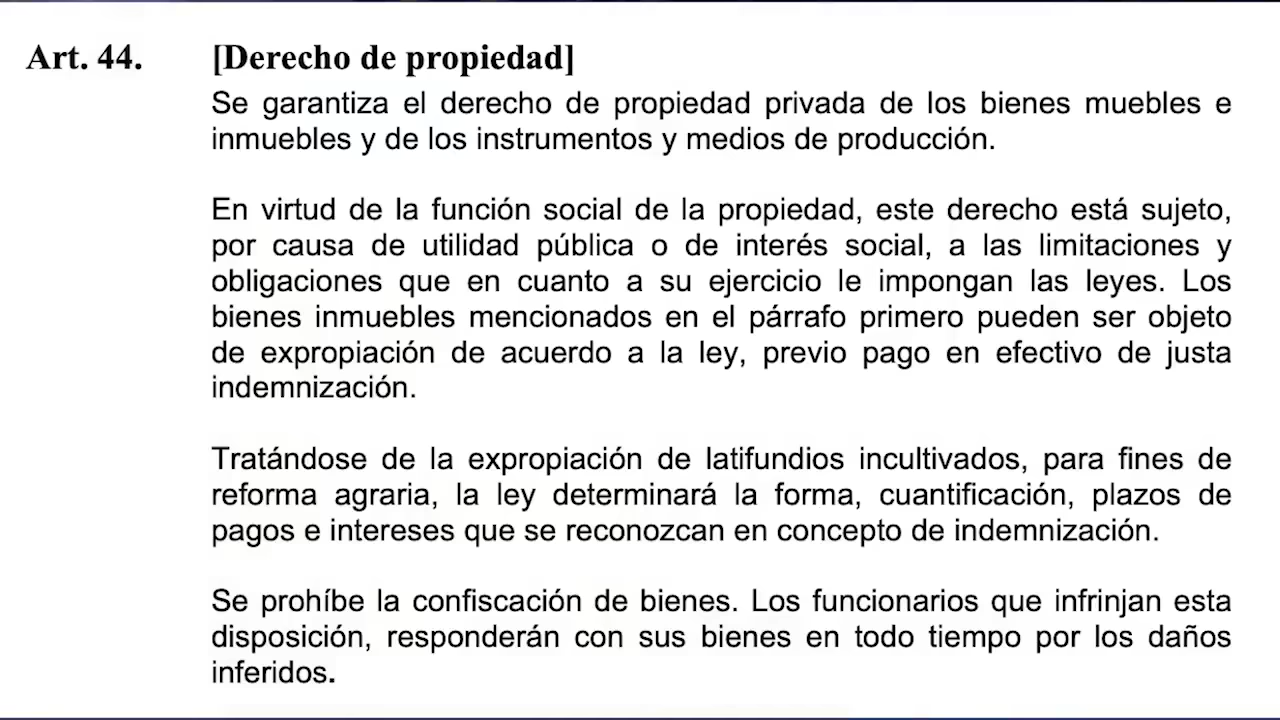 Art. 44. [Derecho de propiedad]
Se garantiza el derecho de propiedad privada de los bienes muebles e
inmuebles y de los instrumentos y medios de producción.
En virtud de la función social de la propiedad, este derecho está sujeto,
por causa de utilidad pública o de interés social, a las limitaciones y
obligaciones que en cuanto a su ejercicio le impongan las leyes. Los
bienes inmuebles mencionados en el párrafo primero pueden ser objeto
de expropiación de acuerdo a la ley, previo pago en efectivo de justa
indemnización.
Tratándose de la expropiación de latifundios incultivados, para fines de
reforma agraria, la ley determinará la forma, cuantificación, plazos de
pagos e intereses que se reconozcan en concepto de indemnización.
Se prohíbe la confiscación de bienes. Los funcionarios que infrinjan esta
disposición, responderán con sus bienes en todo tiempo por los daños
inferidos.